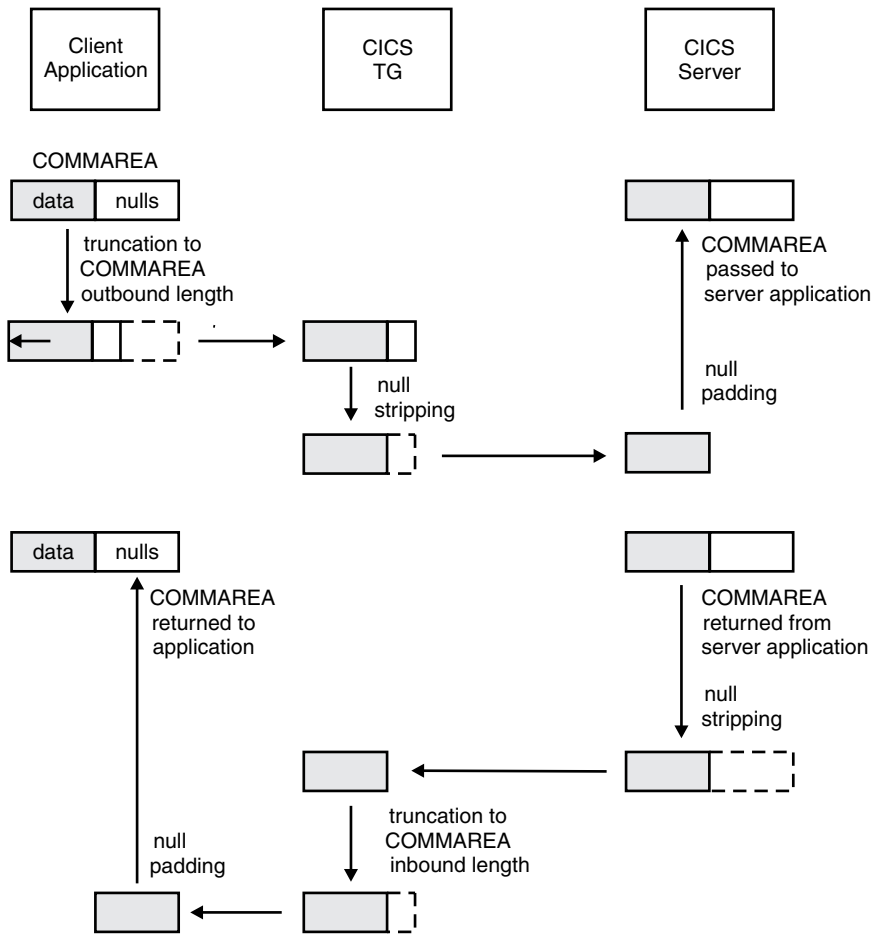 Client
Application
CICS
TG
CICS
Server
COMMAREA
data
nulls
truncation to
COMMAREA
outbound length
null
stripping
COMMAREA
passed to
server application
null
padding
data
nulls
COMMAREA
returned to
application
COMMAREA
returned from
server application
null
stripping
truncation to
COMMAREA
inbound length
null
padding